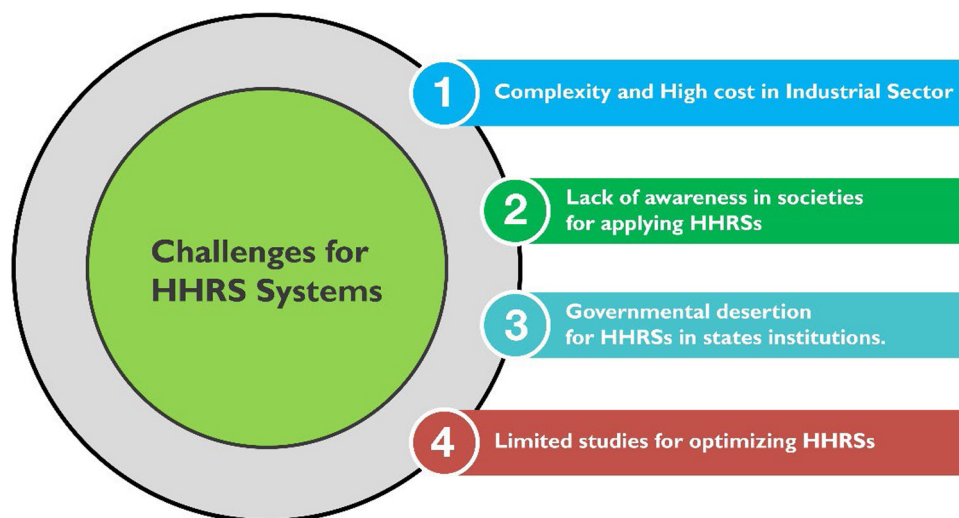 Challenges for
HHRS Systems
1
Complexity and High cost in Industrial Sector
2
Lack of awareness in societies
for applying HHRSs
3
Governmental desertion
for HHRSs in states institutions.
4
Limited studies for optimizing HHRSs